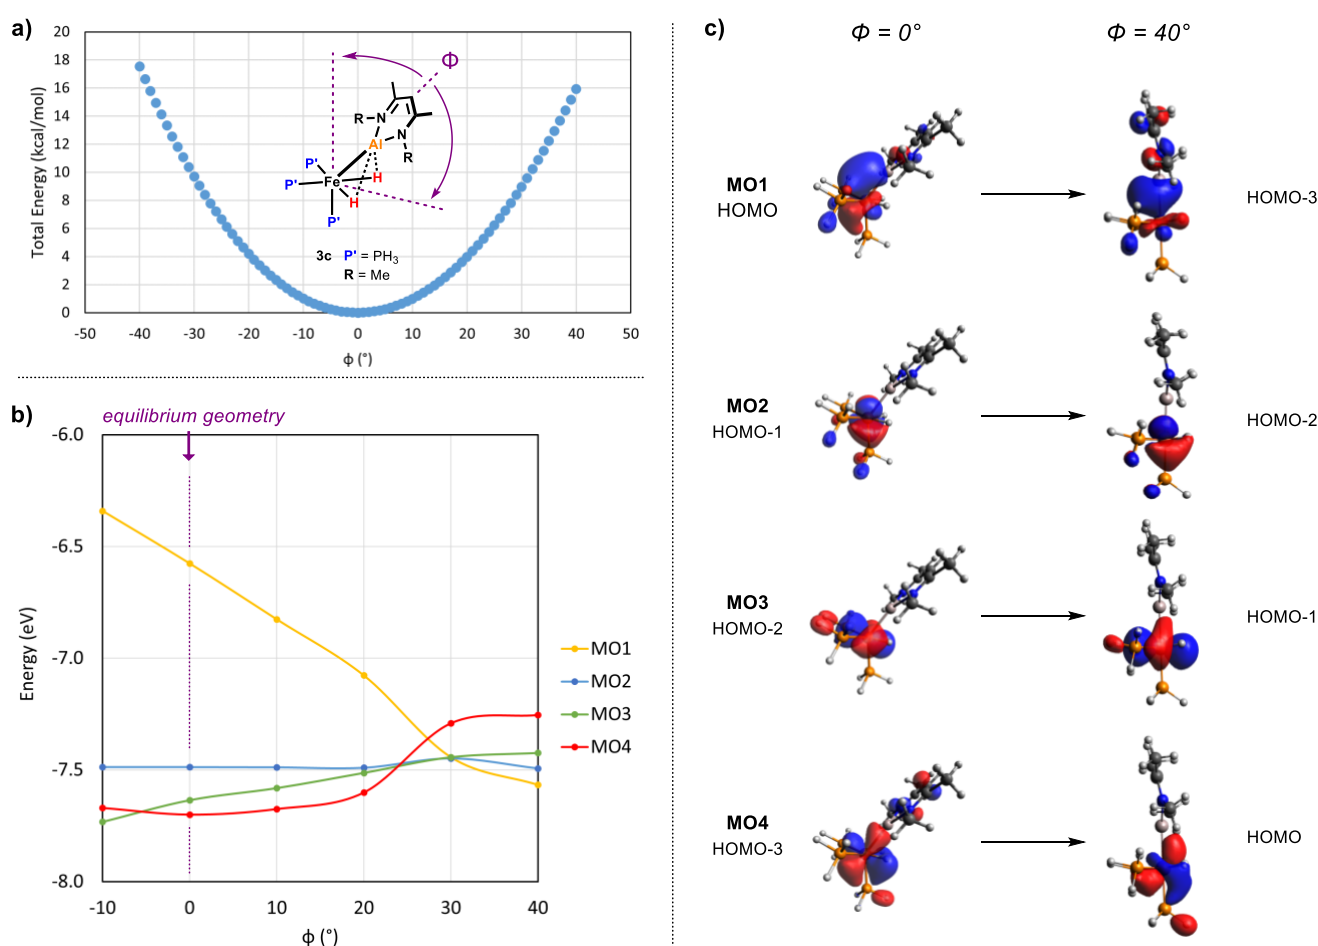 a)
20
18
16
14
12
10
8
6
4
2
0
Total Energy (kcal/mol)
-50 -40 -30 -20 -10 0 10 20 30 40 50
ϕ (°)
Φ
R N
Al N
R
P'
P' Fe H
H
P'
3c P' = PH₃
R = Me
b)
equilibrium geometry
-6.0
-6.5
-7.0
-7.5
-8.0
Energy (eV)
-10 0 10 20 30 40
ϕ (°)
MO1
MO2
MO3
MO4
c)
Φ = 0° Φ = 40°
MO1
HOMO
HOMO-3
MO2
HOMO-1
HOMO-2
MO3
HOMO-2
HOMO-1
MO4
HOMO-3
HOMO